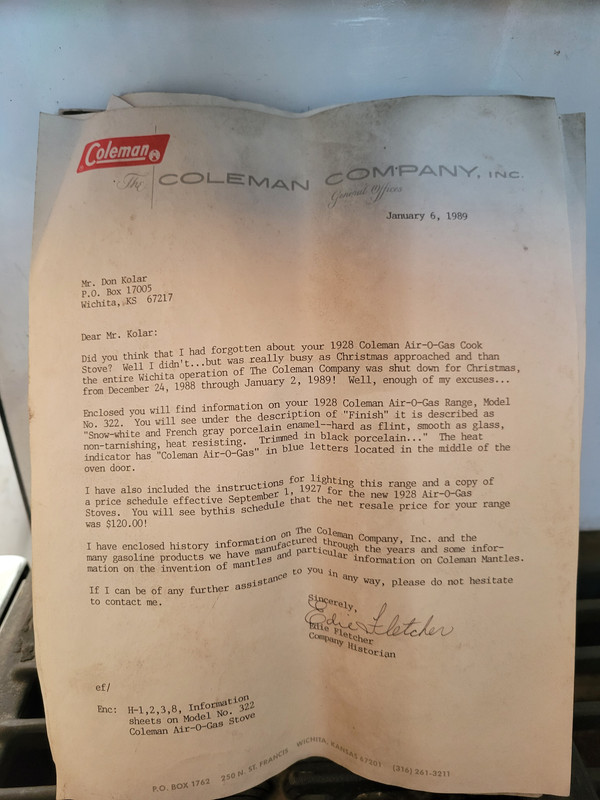 Coleman
The COLEMAN COMPANY, INC.
General Offices
January 6, 1989
Mr. Don Kolar
P.O. Box 17005
Wichita, KS 67217
Dear Mr. Kolar:
Did you think that I had forgotten about your 1928 Coleman Air-O-Gas Cook
Stove? Well I didn't...but was really busy as Christmas approached and than
the entire Wichita operation of The Coleman Company was shut down for Christmas,
from December 24, 1988 through January 2, 1989! Well, enough of my excuses...
Enclosed you will find information on your 1928 Coleman Air-O-Gas Range, Model
No. 322. You will see under the description of "Finish" it is described as
"Snow-white and French gray porcelain enamel--hard as flint, smooth as glass,
non-tarnishing, heat resisting. Trimmed in black porcelain..." The heat
indicator has "Coleman Air-O-Gas" in blue letters located in the middle of the
oven door.
I have also included the instructions for lighting this range and a copy of
a price schedule effective September 1, 1927 for the new 1928 Air-O-Gas
Stoves. You will see bythis schedule that the net resale price for your range
was $120.00!
I have enclosed history information on The Coleman Company, Inc. and the
many gasoline products we have manufactured through the years and some infor-
mation on the invention of mantles and particular information on Coleman Mantles.
If I can be of any further assistance to you in any way, please do not hesitate
to contact me.
Sincerely,
Edie Fletcher
Edie Fletcher
Company Historian
ef/
Enc: H-1,2,3,8, Information
sheets on Model No. 322
Coleman Air-O-Gas Stove
P.O. BOX 1762 250 N. ST. FRANCIS WICHITA, KANSAS 67201 (316) 261-3211